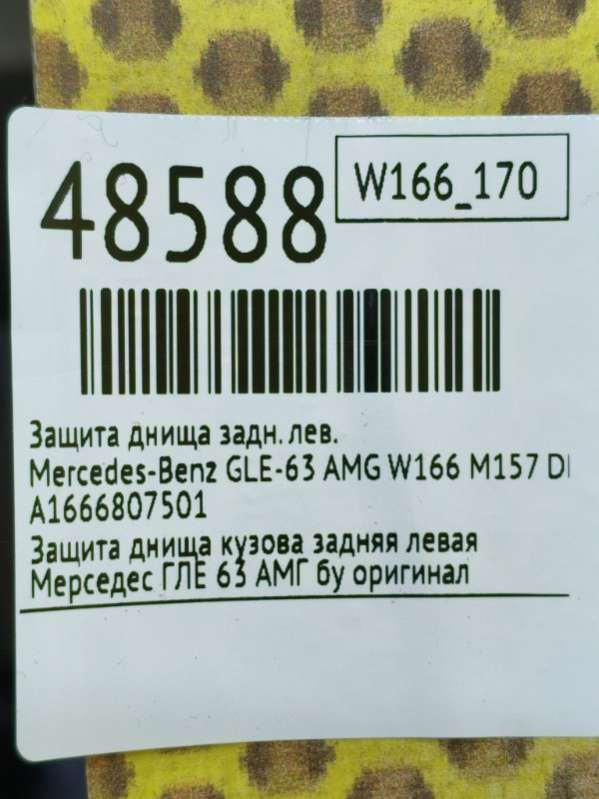 48588
W166_170
Защита днища задн. лев.
Mercedes-Benz GLE-63 AMG W166 M157
A1666807501
Защита днища кузова задняя левая
Мерседес ГЛЕ 63 АМГ бу оригинал